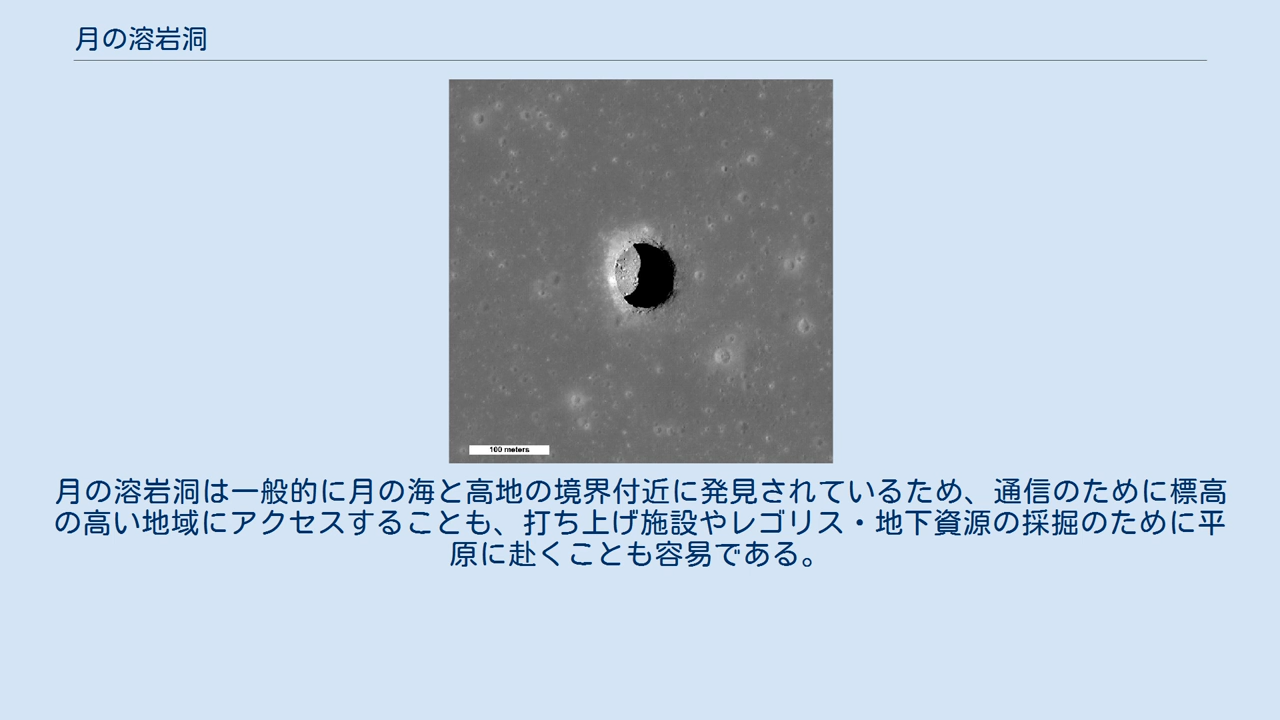 月の溶岩洞
100 meters
月の溶岩洞は一般的に月の海と高地の境界付近に発見されているため、通信のために標高
の高い地域にアクセスすることも、打ち上げ施設やレゴリス・地下資源の採掘のために平
原に赴くことも容易である。